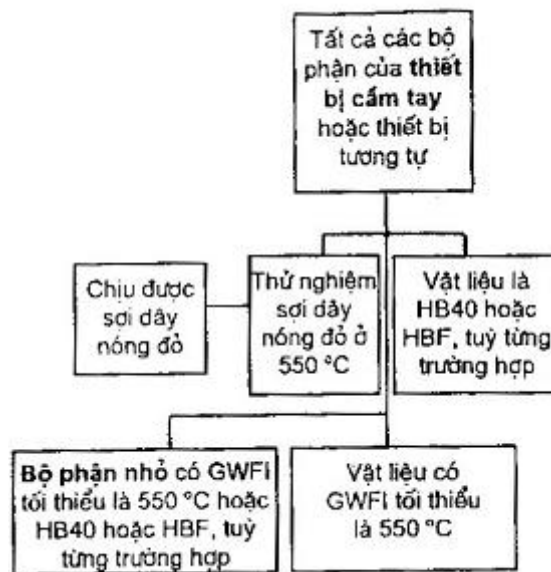 Tất cả các bộ
phận của thiết
bị cầm tay
hoặc thiết bị
tương tự
Chịu được
sợi dây
nóng đỏ
Thử nghiệm
sợi dây
nóng đỏ ở
550 °C
Vật liệu là
HB40 hoặc
HBF, tuỳ từng
trường hợp
Bộ phận nhỏ có GWFI
tối thiểu là 550 °C hoặc
HB40 hoặc HBF, tuỳ
từng trường hợp
Vật liệu có
GWFI tối thiểu
là 550 °C